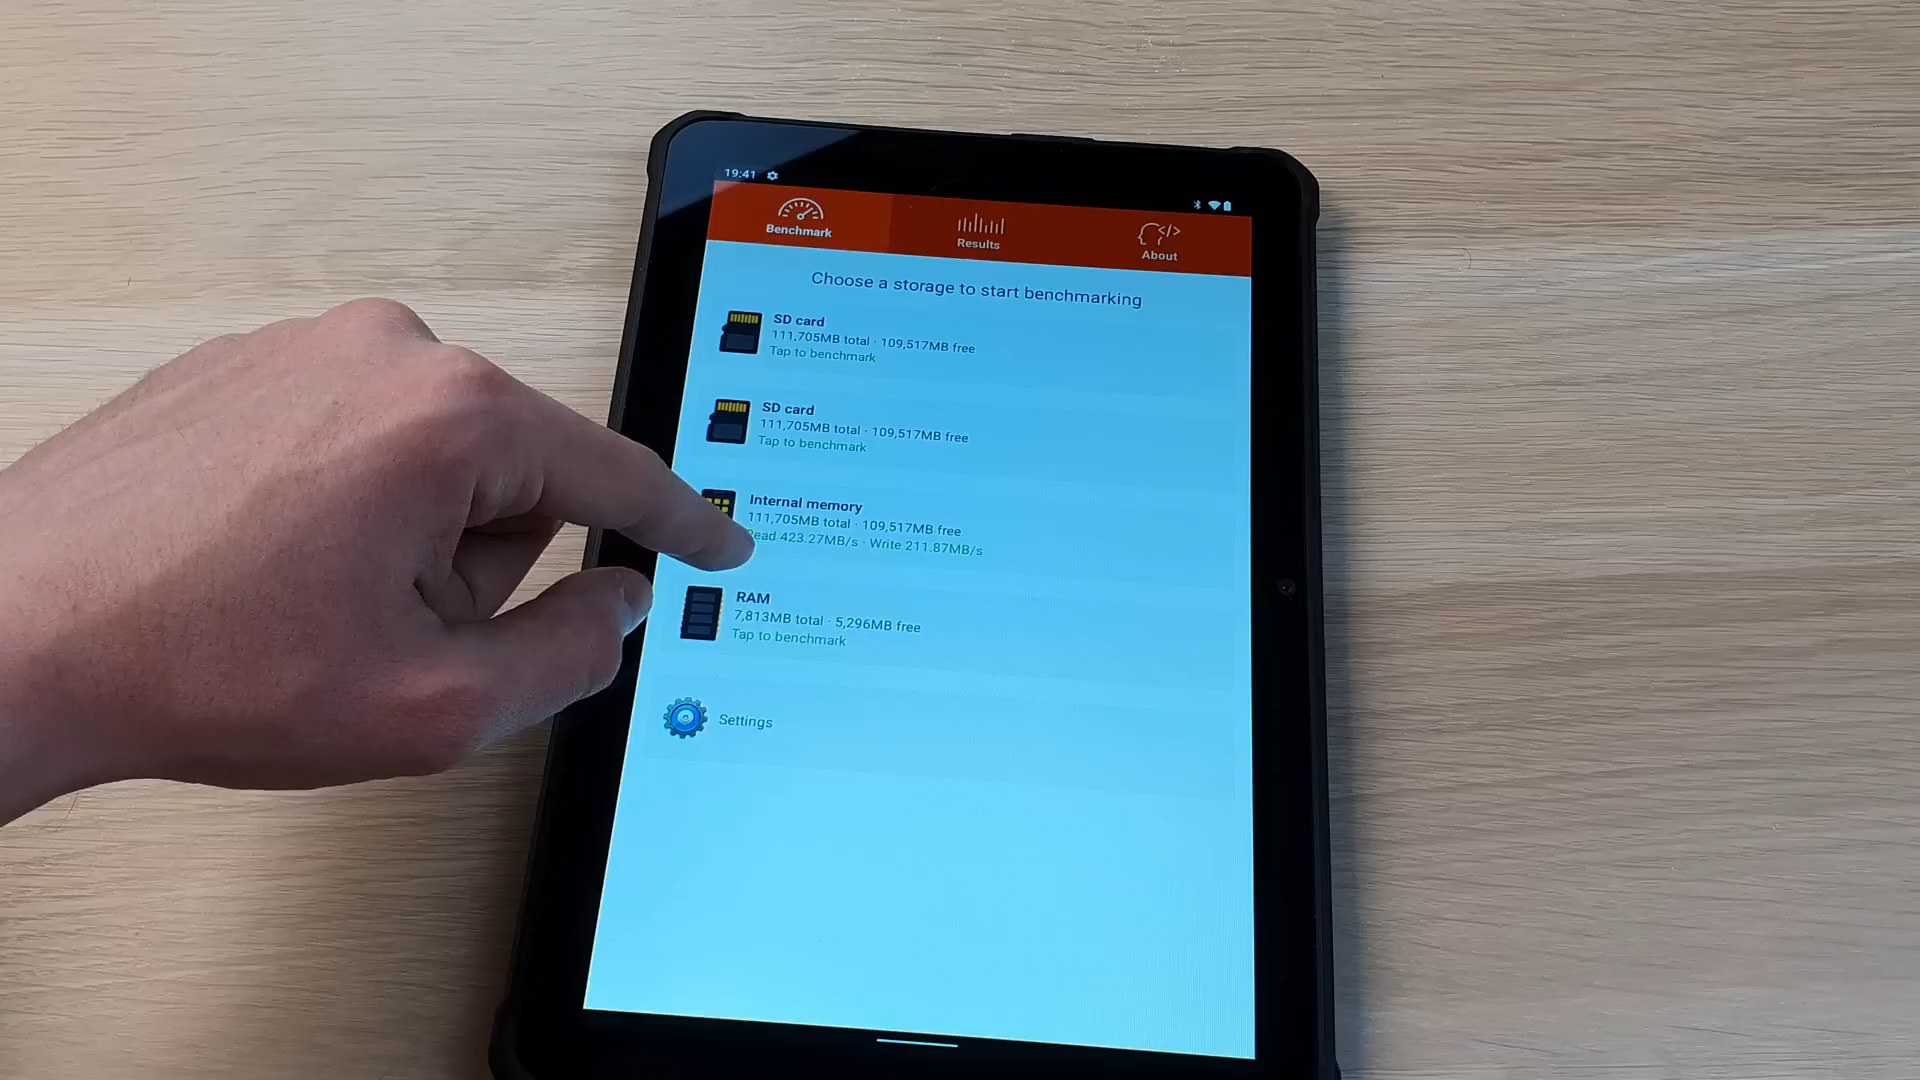 19:41
Benchmark
Results
About
Choose a storage to start benchmarking
SD card
111,705MB total · 109,517MB free
Tap to benchmark
SD card
111,705MB total · 109,517MB free
Tap to benchmark
Internal memory
111,705MB total · 109,517MB free
Read 423.27MB/s · Write 211.87MB/s
RAM
7,813MB total · 5,296MB free
Tap to benchmark
Settings